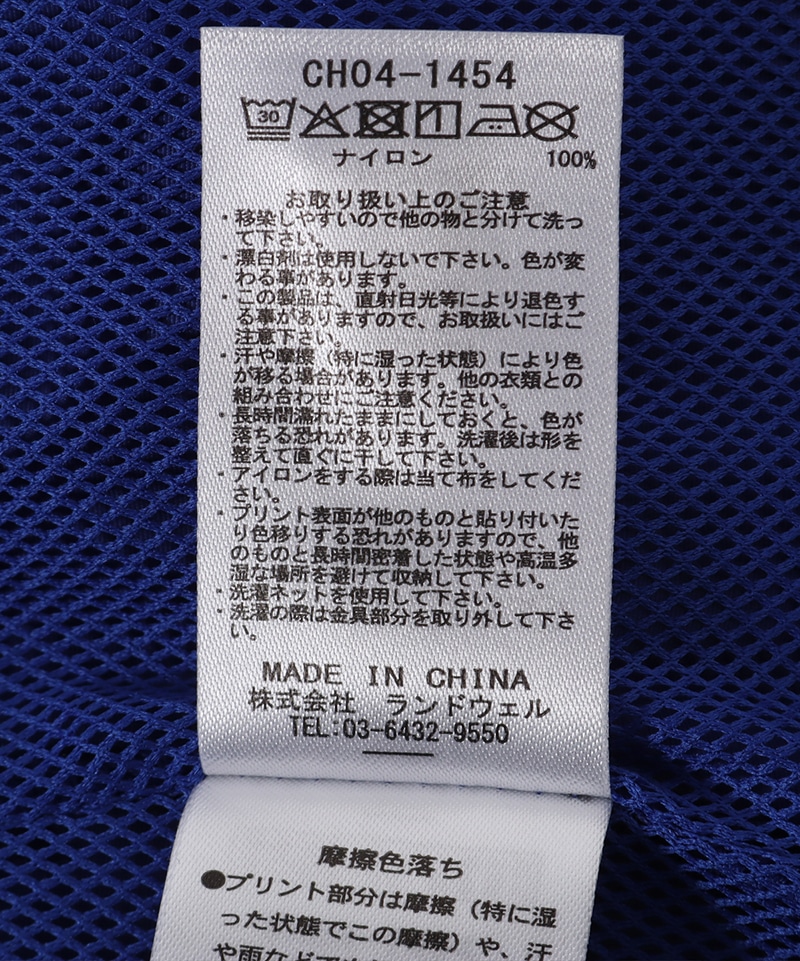 CH04-1454
30
ナイロン 100%
お取り扱い上のご注意
・移染しやすいので他の物と分けて洗っ
て下さい。
・漂白剤は使用しないで下さい。色が変
わる事があります。
・この製品は、直射日光等により退色す
る事がありますので、お取扱いにはご
注意下さい。
・汗や摩擦（特に湿った状態）により色
が移る場合があります。他の衣類との
組み合わせにご注意ください。
・長時間濡れたままにしておくと、色が
落ちる恐れがあります。洗濯後は形を
整えて直ぐに干して下さい。
・アイロンをする際は当て布をしてくだ
さい。
・プリント表面が他のものと貼り付いた
り色移りする恐れがありますので、他
のものと長時間密着した状態や高温多
湿な場所を避けて収納して下さい。
・洗濯ネットを使用して下さい。
・洗濯の際は金具部分を取り外して下さ
い。
MADE IN CHINA
株式会社 ランドウェル
TEL:03-6432-9550
摩擦色落ち
●プリント部分は摩擦（特に湿
った状態でこの摩擦）や、汗
や雨などで